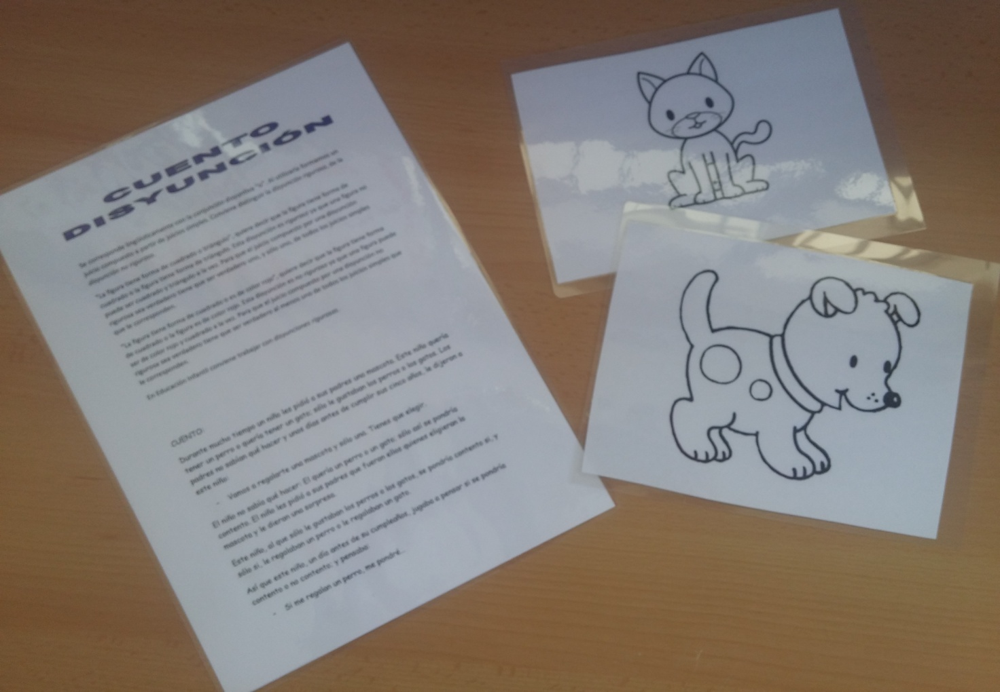 CUENTO
DISYUNCIÓN
Se corresponde lingüísticamente con la conjunción disyuntiva "o". Al utilizarla formamos un
juicio compuesto a partir de juicios simples. Conviene distinguir la disyunción rigurosa, de la
disyunción no rigurosa.
"La figura tiene forma de cuadrado o triángulo", quiere decir que la figura tiene forma de
cuadrado o la figura tiene forma de triángulo. Esta disyunción es rigurosa ya que una figura no
puede ser cuadrado y triángulo a la vez. Para que el juicio compuesto por una disyunción
rigurosa sea verdadero tiene que ser verdadero uno, y sólo uno, de todos los juicios simples
que le corresponden.
"La figura tiene forma de cuadrado o es de color rojo", quiere decir que la figura tiene forma
de cuadrado o la figura es de color rojo. Esta disyunción es no rigurosa ya que una figura puede
ser de color rojo y cuadrado a la vez. Para que el juicio compuesto por una disyunción no
rigurosa sea verdadero tiene que ser verdadero al menos uno de todos los juicios simples que
le corresponden.
En Educación Infantil conviene trabajar con disyunciones rigurosas.
CUENTO:
Durante mucho tiempo un niño les pidió a sus padres una mascota. Este niño quería
tener un perro o quería tener un gato; sólo le gustaban los perros o los gatos. Los
padres no sabían qué hacer y unos días antes de cumplir sus cinco años, le dijeron a
este niño:
- Vamos a regalarte una mascota y sólo una. Tienes que elegir.
El niño no sabía qué hacer: El quería un perro o un gato; sólo así se pondría
contento. El niño les pidió a sus padres que fueran ellos quienes eligieran la
mascota y le dieran una sorpresa.
Este niño, al que sólo le gustaban los perros o los gatos, se pondría contento si, y
sólo si, le regalaban un perro o le regalaban un gato.
Así que este niño, un día antes de su cumpleaños, jugaba a pensar si se pondría
contento o no contento; y pensaba:
- Si me regalan un perro, me pondré...